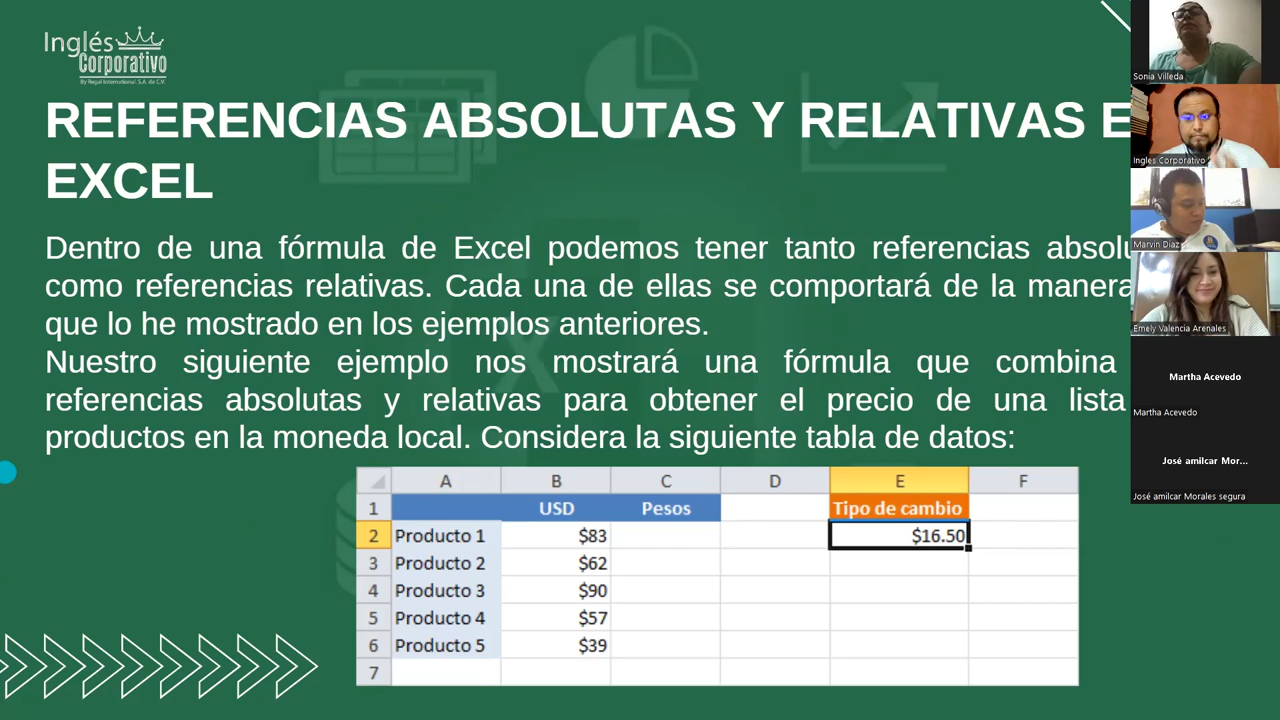 Inglés
Corporativo
By Regal International, S.A. de C.V.
REFERENCIAS ABSOLUTAS Y RELATIVAS E
EXCEL
Dentro de una fórmula de Excel podemos tener tanto referencias absolu
como referencias relativas. Cada una de ellas se comportará de la manera
que lo he mostrado en los ejemplos anteriores.
Nuestro siguiente ejemplo nos mostrará una fórmula que combina
referencias absolutas y relativas para obtener el precio de una lista
productos en la moneda local. Considera la siguiente tabla de datos:
A B C D E F
1 USD Pesos Tipo de cambio
2 Producto 1 $83 $16.50
3 Producto 2 $62
4 Producto 3 $90
5 Producto 4 $57
6 Producto 5 $39
7
Sonia Villeda
Ingles Corporativo
Marvin Diaz
Emely Valencia Arenales
Martha Acevedo
Martha Acevedo
José amilcar Mor...
José amilcar Morales segura